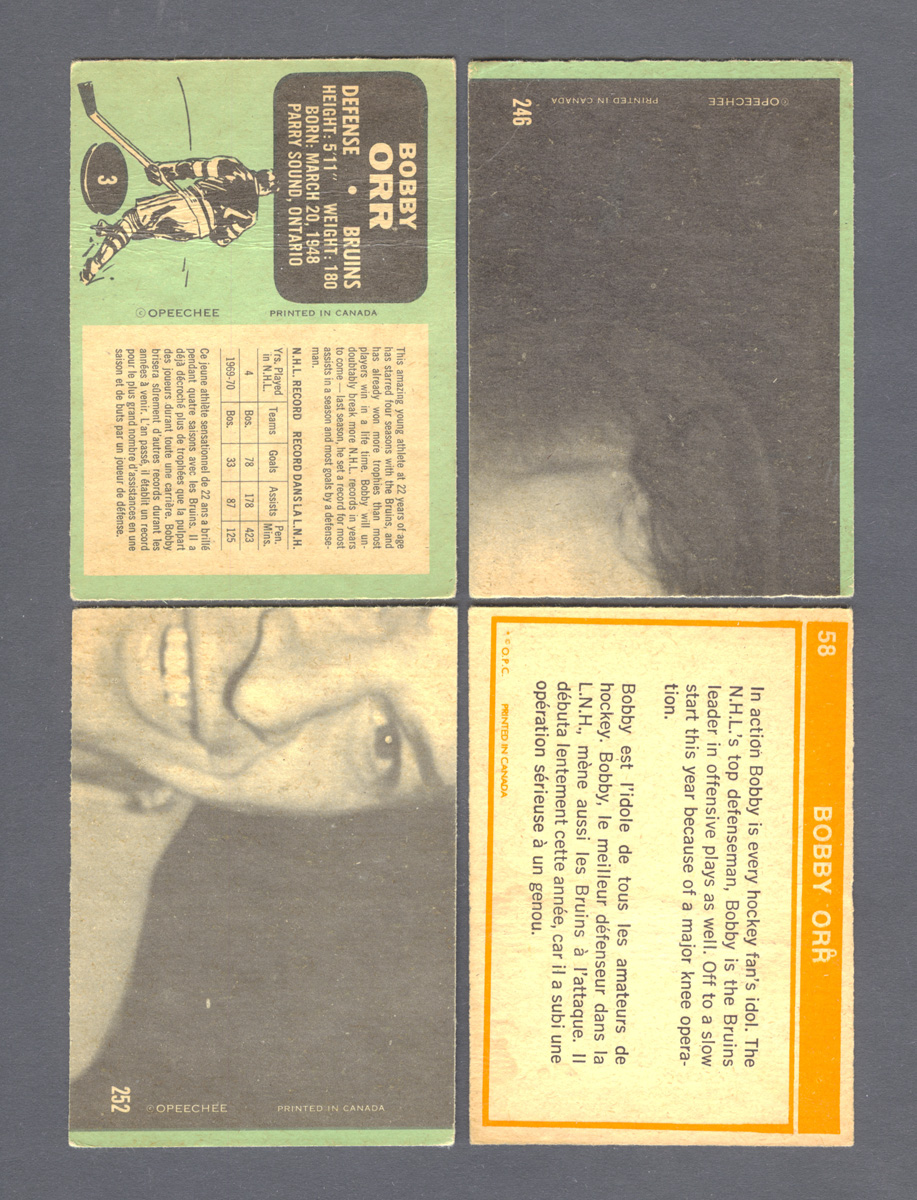 BOBBY
ORR
DEFENSE • BRUINS
HEIGHT: 5'11" WEIGHT: 180
BORN: MARCH 20, 1948
PARRY SOUND, ONTARIO
3
© OPEECHEE PRINTED IN CANADA
This amazing young athlete at 22 years of age
has starred four seasons with the Bruins, and
has already won more trophies than most
players win in a life time. Bobby will un-
doubtably break more N.H.L. records in years
to come — last season, he set a record for most
assists in a season and most goals by a defense-
man.
N.H.L. RECORD RECORD DANS LA L.N.H.
Yrs. Played in N.H.L. Teams Goals Assists Pen. Mins.
4 Bos. 78 178 423
1969-70 Bos. 33 87 125
Ce jeune athlète sensationnel de 22 ans a brillé
pendant quatre saisons avec les Bruins. Il a
déjà décroché plus de trophées que la pulpart
des joueurs durant toute une carrière. Bobby
brisera sûrement d'autres records durant les
années à venir. L'an passé, il établit un record
pour le plus grand nombre d'assistances en une
saison et de buts par un joueur de défense.
246
PRINTED IN CANADA © OPEECHEE
252
© OPEECHEE PRINTED IN CANADA
58 BOBBY ORR
In action Bobby is every hockey fan's idol. The
N.H.L.'s top defenseman, Bobby is the Bruins
leader in offensive plays as well. Off to a slow
start this year because of a major knee opera-
tion.
Bobby est l'idole de tous les amateurs de
hockey. Bobby, le meilleur défenseur dans la
L.N.H., mène aussi les Bruins à l'attaque. Il
débuta lentement cette année, car il a subi une
opération sérieuse à un genou.
* © O.P.C. PRINTED IN CANADA